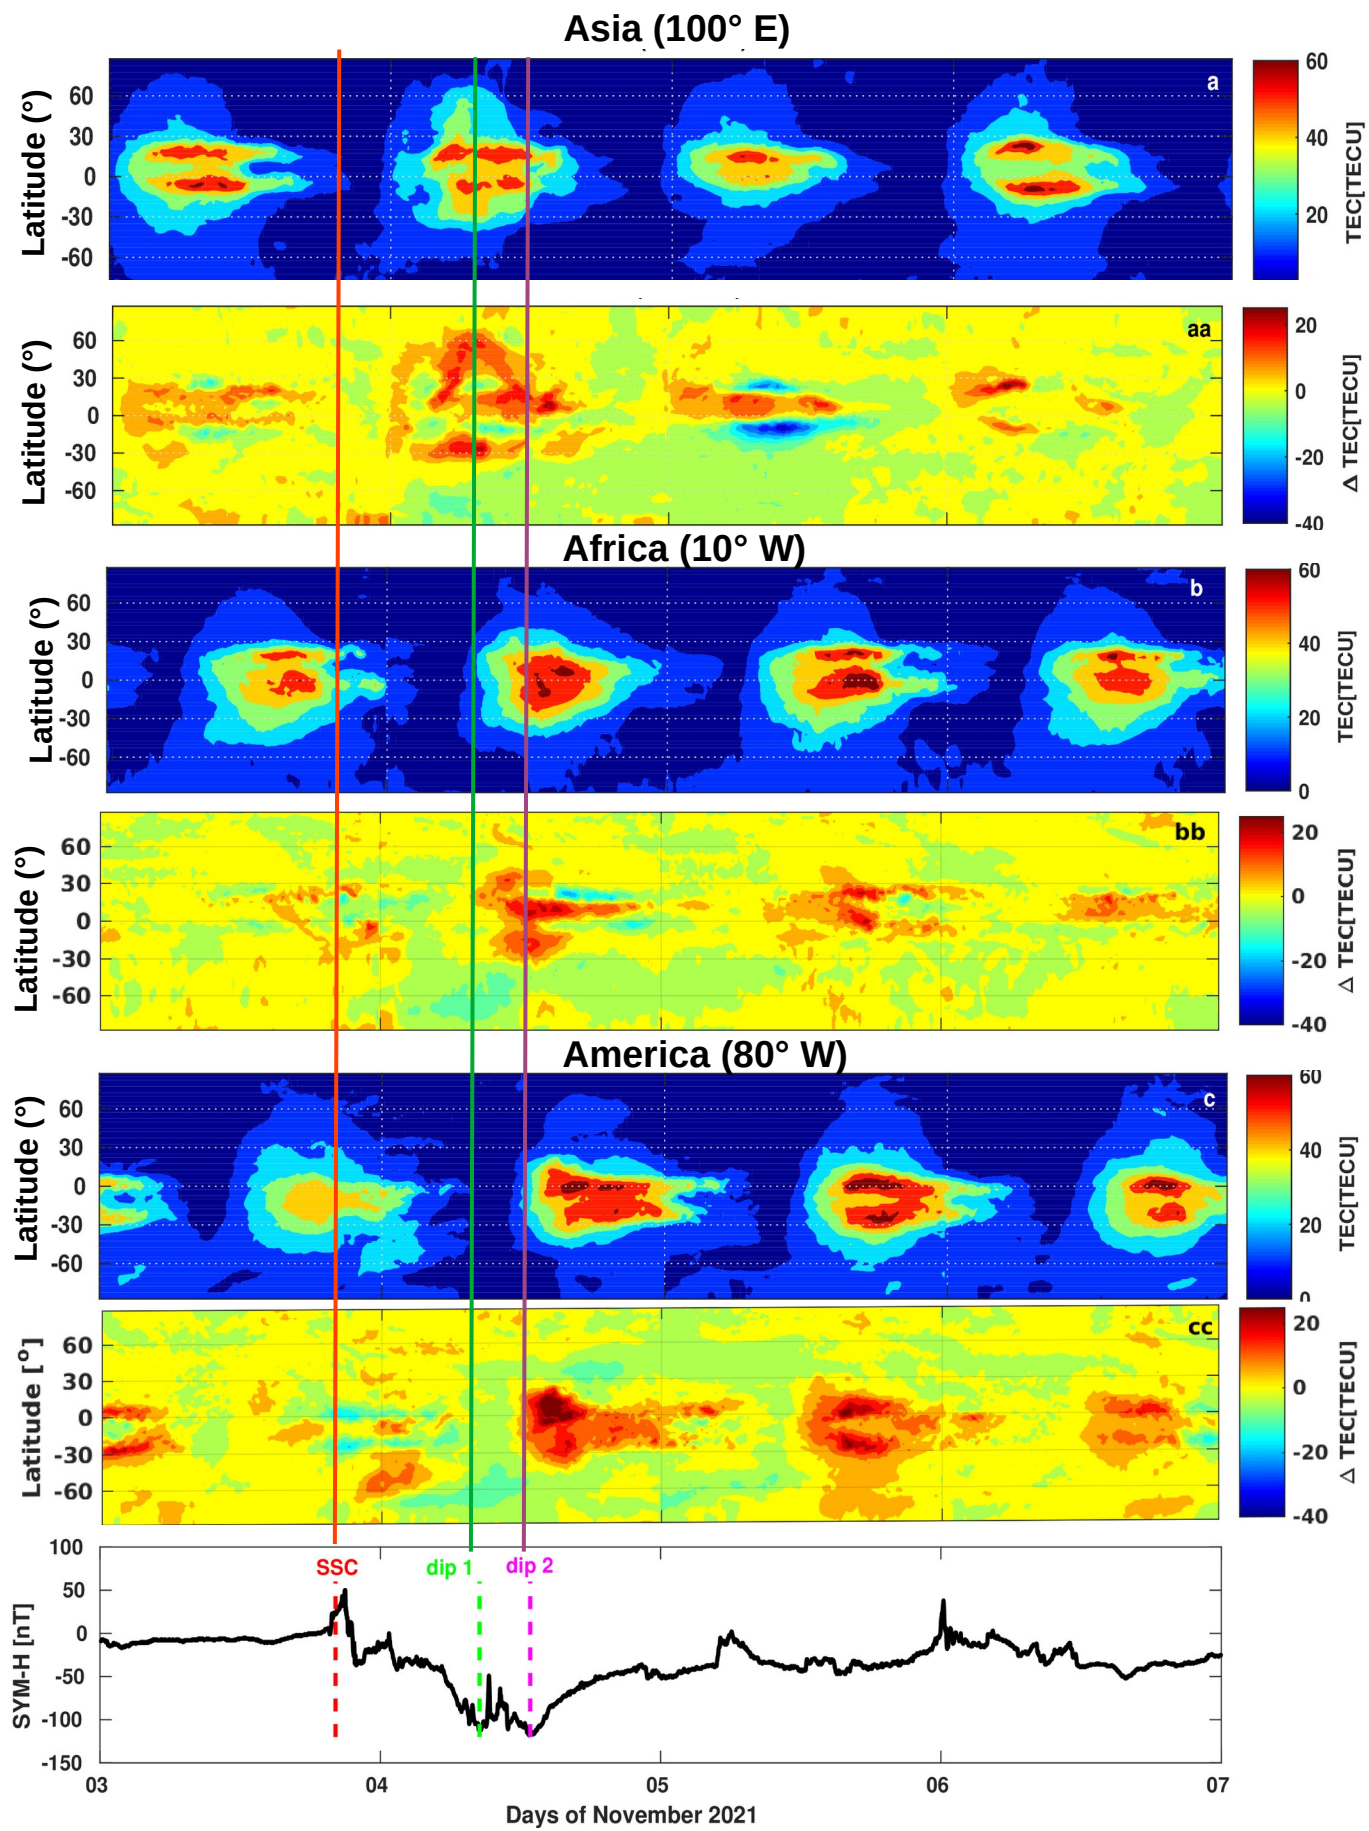 Asia (100° E)
Latitude (°)
60
30
0
-30
-60
a
60
40
20
TEC[TECU]
Latitude (°)
60
30
0
-30
-60
aa
20
0
-20
-40
Δ TEC[TECU]
Africa (10° W)
Latitude (°)
60
30
0
-30
-60
b
60
40
20
0
TEC[TECU]
Latitude (°)
60
30
0
-30
-60
bb
20
0
-20
-40
Δ TEC[TECU]
America (80° W)
Latitude (°)
60
30
0
-30
-60
c
60
40
20
0
TEC[TECU]
Latitude [°]
60
30
0
-30
-60
cc
20
0
-20
-40
Δ TEC[TECU]
SYM-H [nT]
100
50
0
-50
-100
-150
SSC
dip 1
dip 2
03
04
05
06
07
Days of November 2021